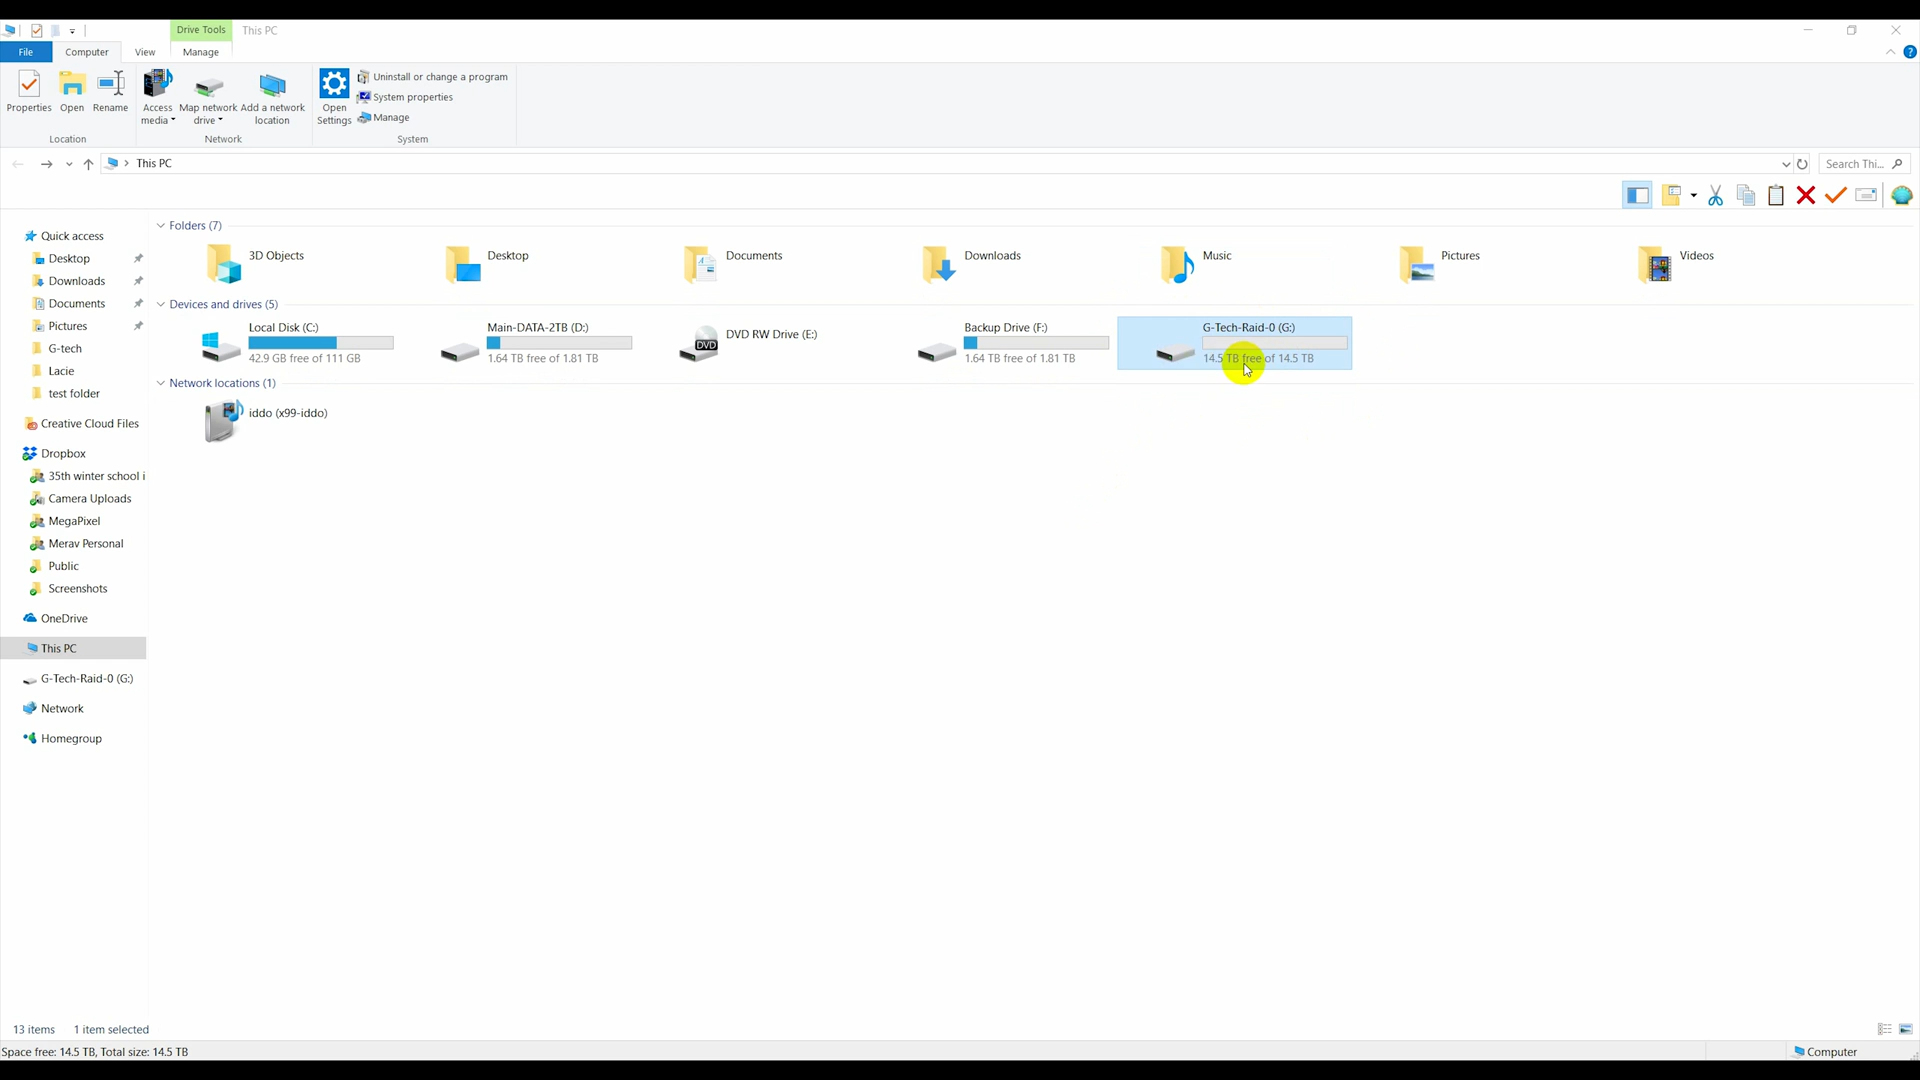 Drive Tools This PC
File Computer View Manage
Properties Open Rename
Access media Map network drive Add a network location
Open Settings
Uninstall or change a program
System properties
Manage
Location Network System
This PC
Search Thi...
Quick access
Desktop
Downloads
Documents
Pictures
G-tech
Lacie
test folder
Creative Cloud Files
Dropbox
35th winter school i
Camera Uploads
MegaPixel
Merav Personal
Public
Screenshots
OneDrive
This PC
G-Tech-Raid-0 (G:)
Network
Homegroup
Folders (7)
3D Objects Desktop Documents Downloads Music Pictures Videos
Devices and drives (5)
Local Disk (C:)
42.9 GB free of 111 GB
Main-DATA-2TB (D:)
1.64 TB free of 1.81 TB
DVD RW Drive (E:)
DVD
Backup Drive (F:)
1.64 TB free of 1.81 TB
G-Tech-Raid-0 (G:)
14.5 TB free of 14.5 TB
Network locations (1)
iddo (x99-iddo)
13 items 1 item selected
Space free: 14.5 TB, Total size: 14.5 TB
Computer